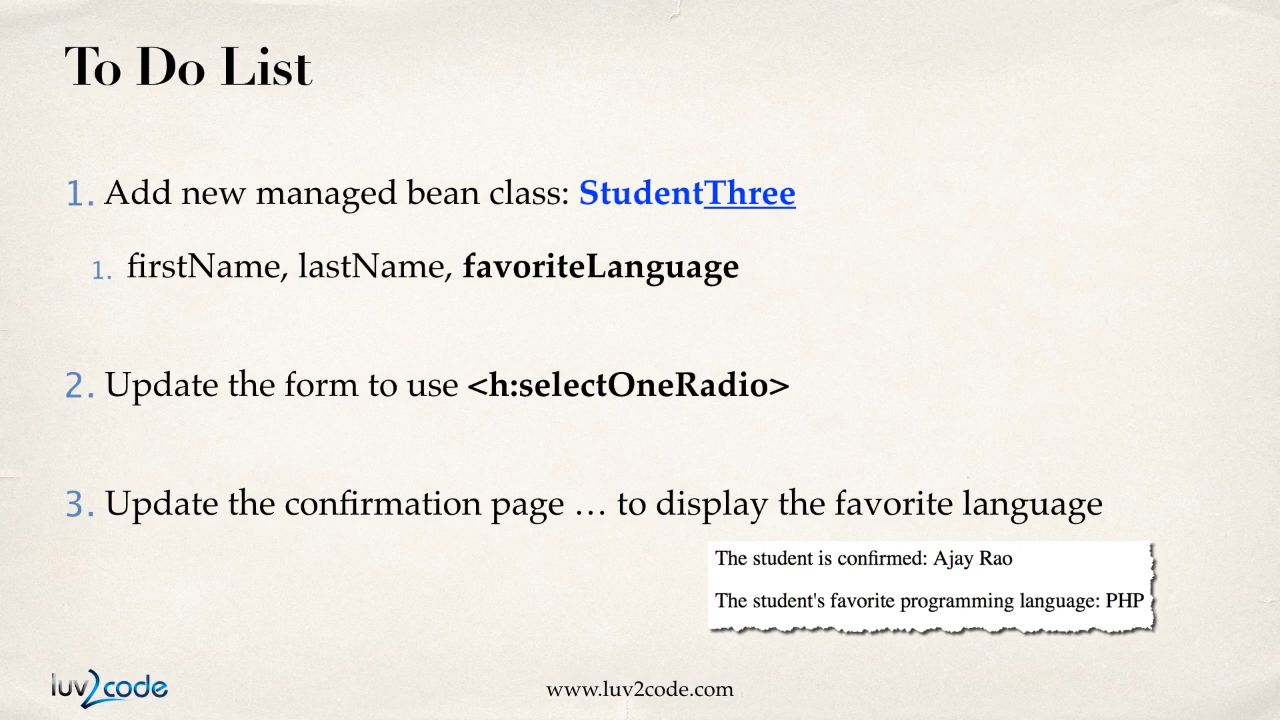 To Do List
1. Add new managed bean class: StudentThree
1. firstName, lastName, favoriteLanguage
2. Update the form to use <h:selectOneRadio>
3. Update the confirmation page … to display the favorite language
The student is confirmed: Ajay Rao
The student's favorite programming language: PHP
luv2code
www.luv2code.com